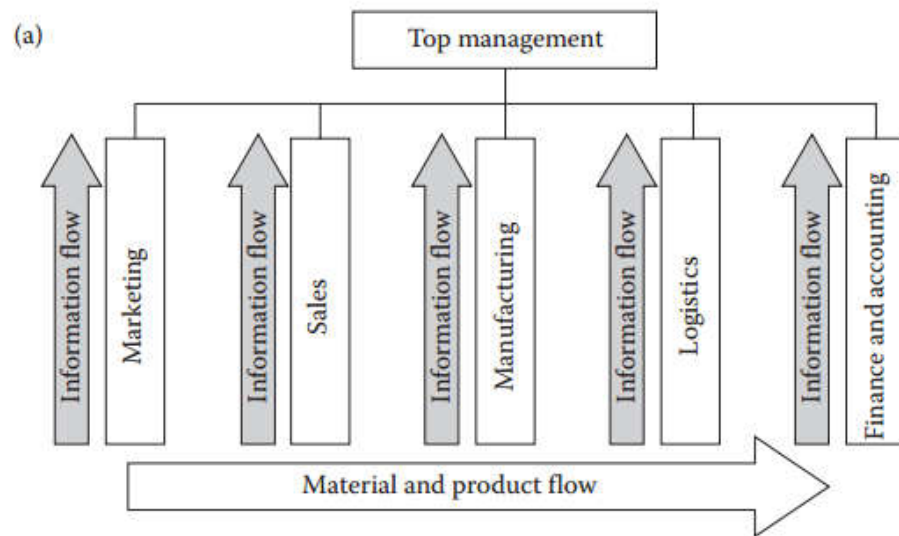 (a)
Top management
Information flow
Marketing
Information flow
Sales
Information flow
Manufacturing
Information flow
Logistics
Information flow
Finance and accounting
Material and product flow